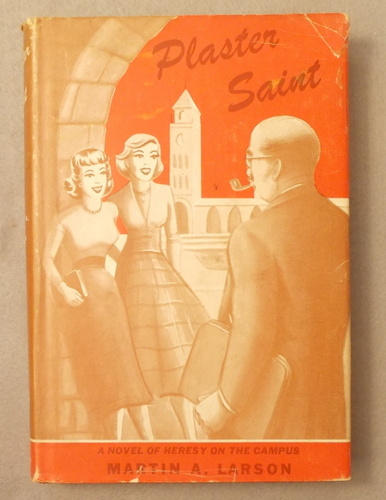 Plaster
Saint
A NOVEL OF HERESY ON THE CAMPUS
MARTIN A. LARSON